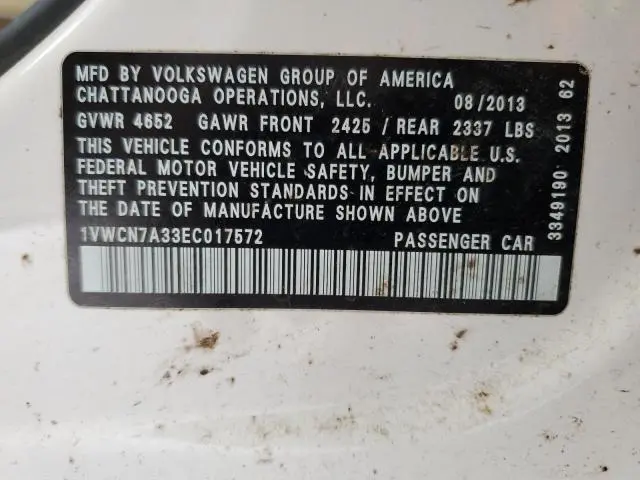 MFD BY VOLKSWAGEN GROUP OF AMERICA
CHATTANOOGA OPERATIONS, LLC. 08/2013
GVWR 4652 GAWR FRONT 2425 / REAR 2337 LBS
THIS VEHICLE CONFORMS TO ALL APPLICABLE U.S.
FEDERAL MOTOR VEHICLE SAFETY, BUMPER AND
THEFT PREVENTION STANDARDS IN EFFECT ON
THE DATE OF MANUFACTURE SHOWN ABOVE
1VWCN7A33EC017572 PASSENGER CAR
3349190 2013 62